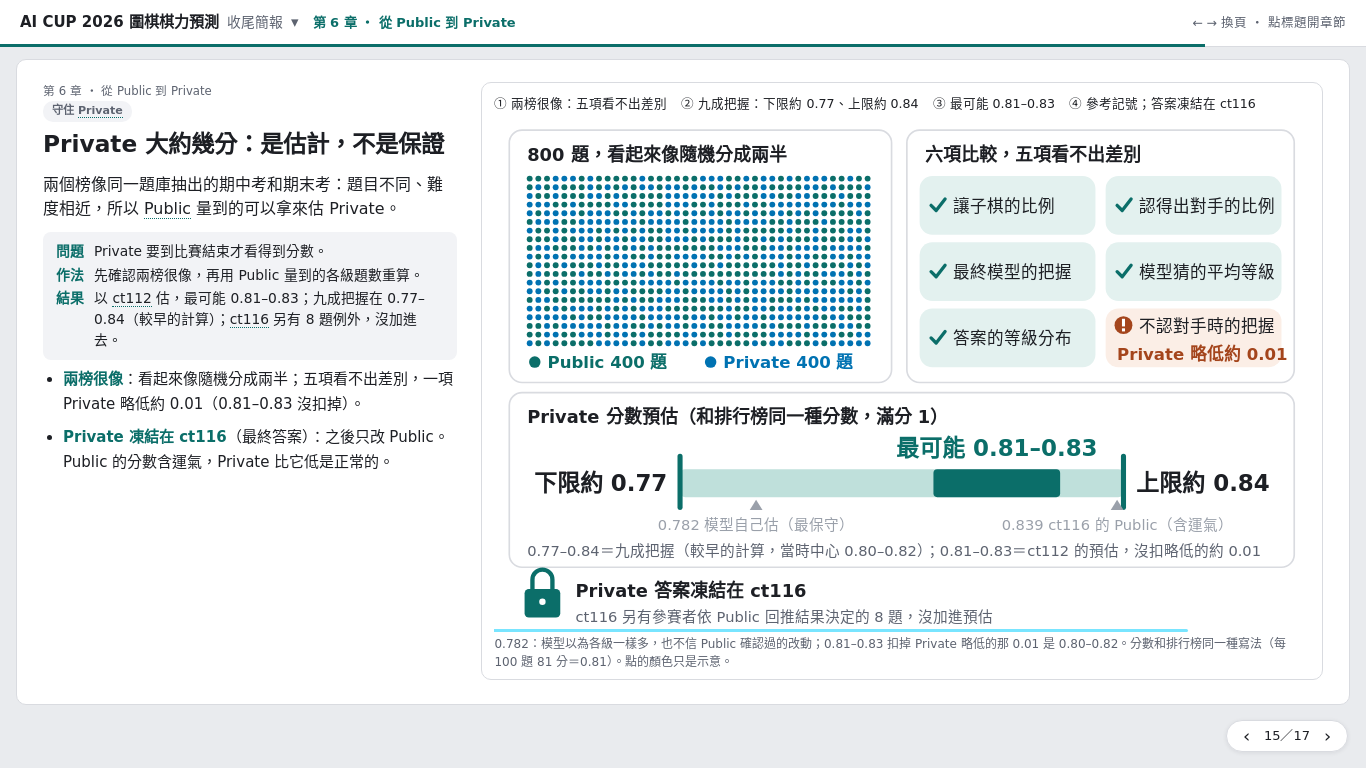 AI CUP 2026 圍棋棋力預測 收尾簡報 ▼ 第 6 章 · 從 Public 到 Private
← → 換頁 · 點標題開章節
第 6 章 · 從 Public 到 Private
守住 Private
Private 大約幾分：是估計，不是保證
兩個榜像同一題庫抽出的期中考和期末考：題目不同、難
度相近，所以 Public 量到的可以拿來估 Private。
問題 Private 要到比賽結束才看得到分數。
作法 先確認兩榜很像，再用 Public 量到的各級題數重算。
結果 以 ct112 估，最可能 0.81–0.83；九成把握在 0.77–
0.84（較早的計算）；ct116 另有 8 題例外，沒加進
去。
• 兩榜很像：看起來像隨機分成兩半；五項看不出差別，一項
Private 略低約 0.01（0.81–0.83 沒扣掉）。
• Private 凍結在 ct116（最終答案）：之後只改 Public。
Public 的分數含運氣，Private 比它低是正常的。
① 兩榜很像：五項看不出差別 ② 九成把握：下限約 0.77、上限約 0.84 ③ 最可能 0.81–0.83 ④ 參考記號；答案凍結在 ct116
800 題，看起來像隨機分成兩半
Public 400 題 Private 400 題
六項比較，五項看不出差別
讓子棋的比例 認得出對手的比例
最終模型的把握 模型猜的平均等級
答案的等級分布 不認對手時的把握
Private 略低約 0.01
Private 分數預估（和排行榜同一種分數，滿分 1）
最可能 0.81–0.83
下限約 0.77 上限約 0.84
0.782 模型自己估（最保守） 0.839 ct116 的 Public（含運氣）
0.77–0.84＝九成把握（較早的計算，當時中心 0.80–0.82）；0.81–0.83＝ct112 的預估，沒扣略低的約 0.01
Private 答案凍結在 ct116
ct116 另有參賽者依 Public 回推結果決定的 8 題，沒加進預估
0.782：模型以為各級一樣多，也不信 Public 確認過的改動；0.81–0.83 扣掉 Private 略低的那 0.01 是 0.80–0.82。分數和排行榜同一種寫法（每
100 題 81 分＝0.81）。點的顏色只是示意。
‹ 15／17 ›